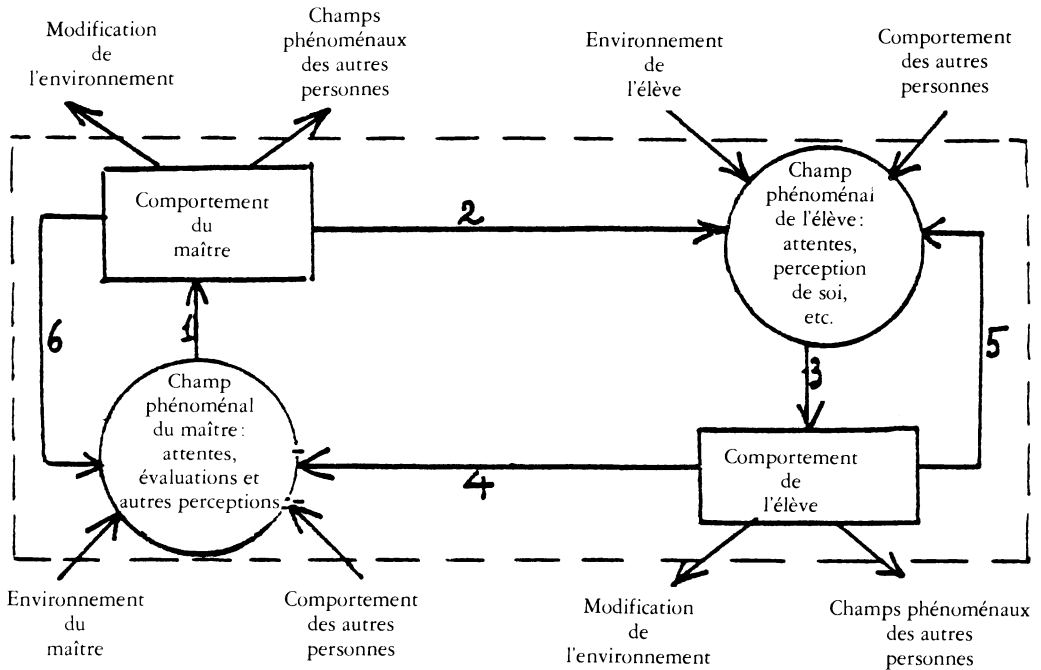 Modification
de
l'environnement
Champs
phénoménaux
des autres
personnes
Environnement
de
l'élève
Comportement
des autres
personnes
Comportement
du
maître
2
Champ
phénoménal
de l'élève :
attentes,
perception
de soi,
etc.
6
1
3
5
Champ
phénoménal
du maître :
attentes,
évaluations et
autres perceptions
4
Comportement
de
l'élève
Environnement
du
maître
Comportement
des autres
personnes
Modification
de
l'environnement
Champs phénoménaux
des autres
personnes